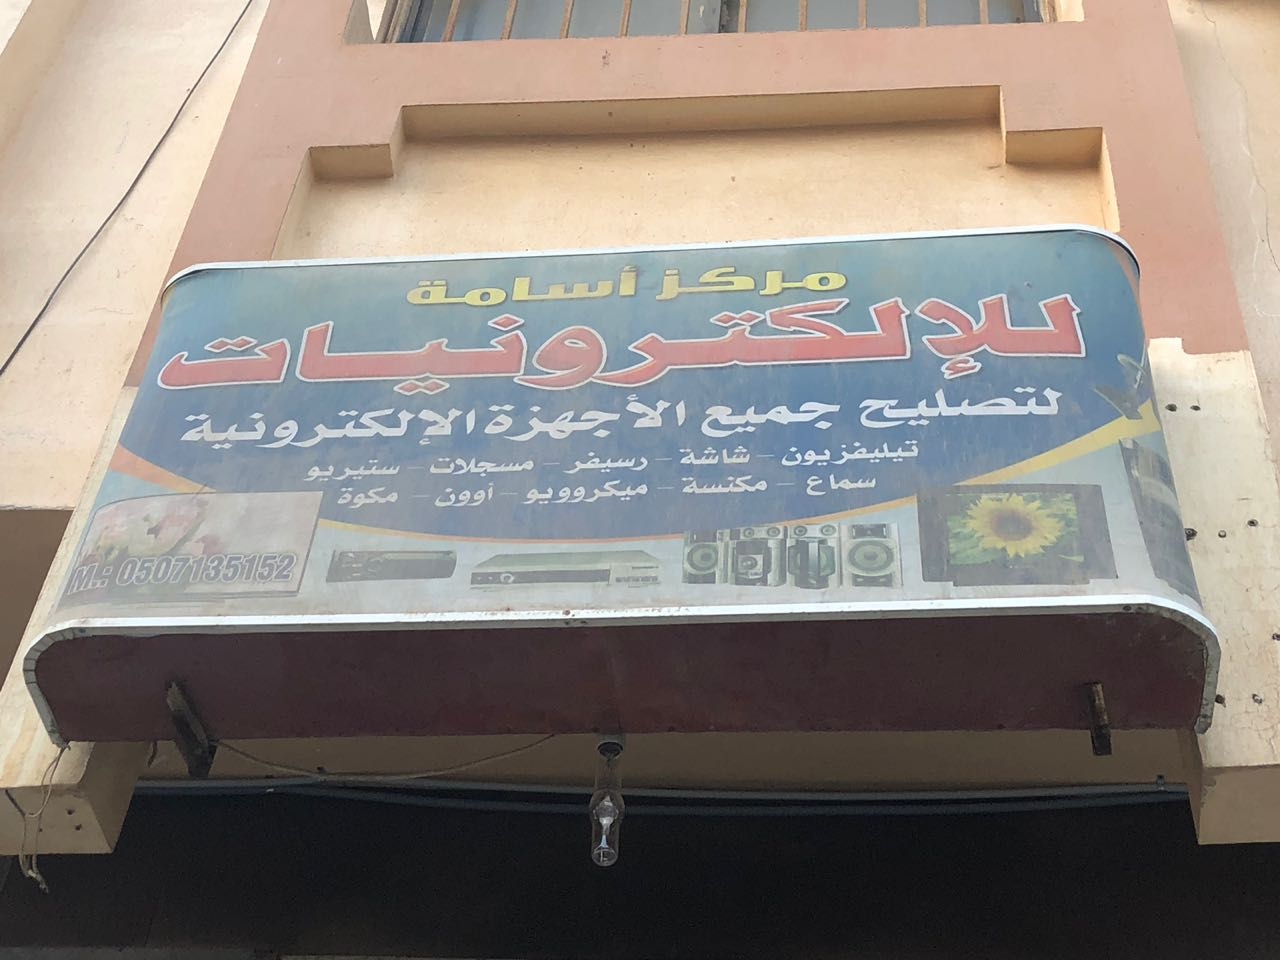 مركز أسامة
للإلكترونيات
لتصليح جميع الأجهزة الإلكترونية
تيليفزيون - شاشة - رسيفر - مسجلات - ستيريو
سماع - مكنسة - ميكروويو - أوون - مكوة
M.: 0507135152